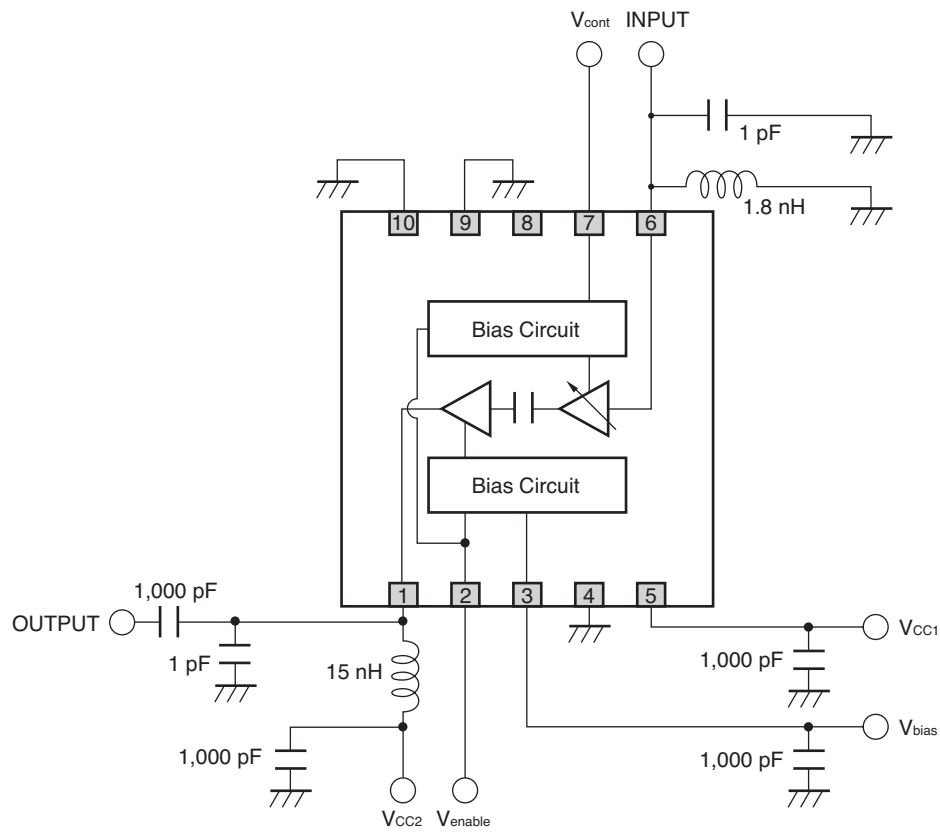 Vcont INPUT
1 pF
1.8 nH
10 9 8 7 6
Bias Circuit
Bias Circuit
1 2 3 4 5
1,000 pF
OUTPUT
1 pF
15 nH
1,000 pF
VCC2 Venable
VCC1
1,000 pF
Vbias
1,000 pF